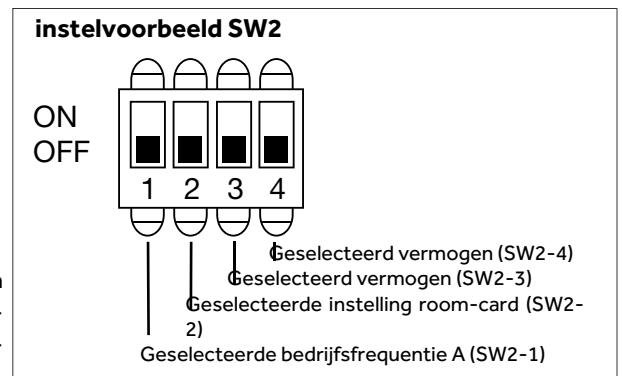 instelvoorbeeld SW2
ON
OFF
1 2 3 4
Geselecteerd vermogen (SW2-4)
Geselecteerd vermogen (SW2-3)
Geselecteerde instelling room-card (SW2-
2)
Geselecteerde bedrijfsfrequentie A (SW2-1)